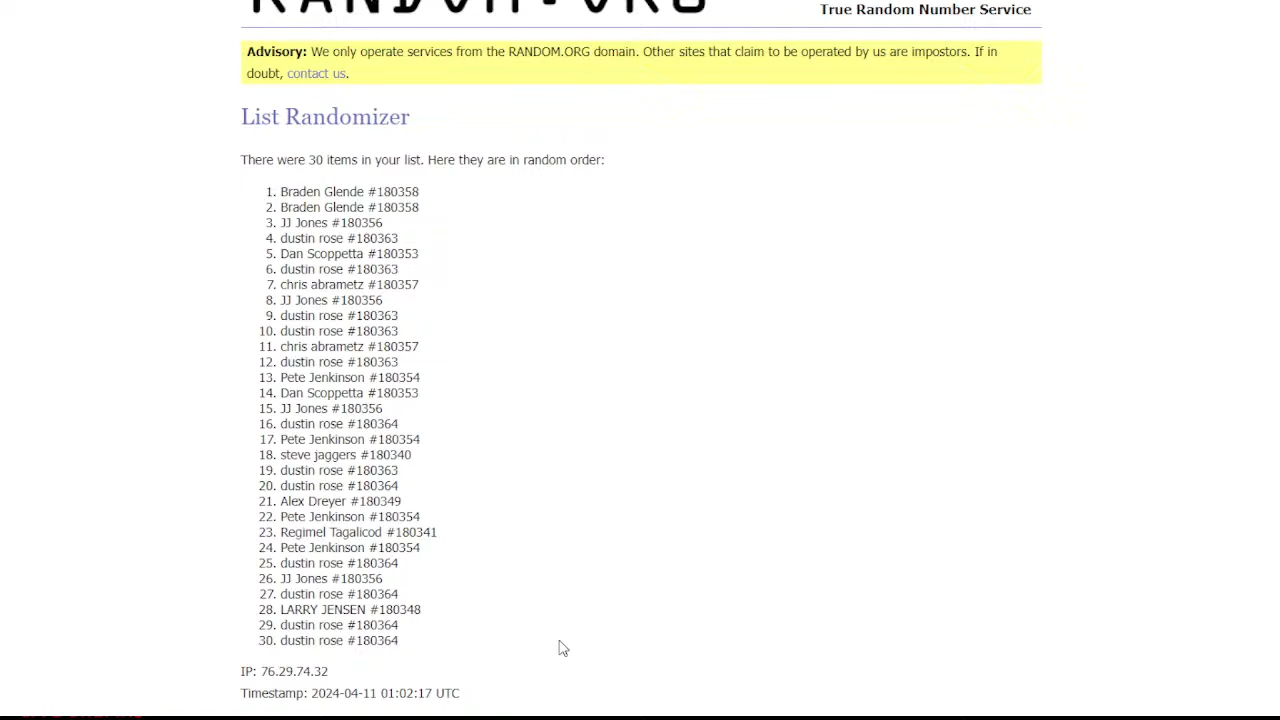 RANDOM.ORG
True Random Number Service
Advisory: We only operate services from the RANDOM.ORG domain. Other sites that claim to be operated by us are impostors. If in
doubt, contact us.
List Randomizer
There were 30 items in your list. Here they are in random order:
1. Braden Glende #180358
2. Braden Glende #180358
3. JJ Jones #180356
4. dustin rose #180363
5. Dan Scoppetta #180353
6. dustin rose #180363
7. chris abrametz #180357
8. JJ Jones #180356
9. dustin rose #180363
10. dustin rose #180363
11. chris abrametz #180357
12. dustin rose #180363
13. Pete Jenkinson #180354
14. Dan Scoppetta #180353
15. JJ Jones #180356
16. dustin rose #180364
17. Pete Jenkinson #180354
18. steve jaggers #180340
19. dustin rose #180363
20. dustin rose #180364
21. Alex Dreyer #180349
22. Pete Jenkinson #180354
23. Regimel Tagalicod #180341
24. Pete Jenkinson #180354
25. dustin rose #180364
26. JJ Jones #180356
27. dustin rose #180364
28. LARRY JENSEN #180348
29. dustin rose #180364
30. dustin rose #180364
IP: 76.29.74.32
Timestamp: 2024-04-11 01:02:17 UTC